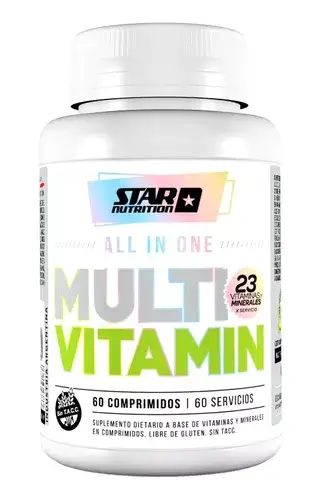 STAR
NUTRITION
ALL IN ONE
MULTI
VITAMIN
23
VITAMINAS Y
MINERALES
X SERVICIO
60 COMPRIMIDOS | 60 SERVICIOS
Sin T.A.C.C.
SUPLEMENTO DIETARIO A BASE DE VITAMINAS Y MINERALES
EN COMPRIMIDOS. LIBRE DE GLUTEN. SIN TACC.
INDUSTRIA ARGENTINA